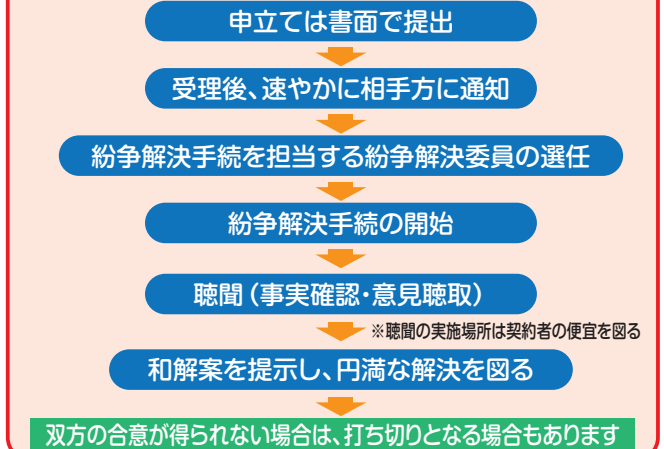 申立ては書面で提出
受理後、速やかに相手方に通知
紛争解決手続を担当する紛争解決委員の選任
紛争解決手続の開始
聴聞（事実確認・意見聴取）
※聴聞の実施場所は契約者の便宜を図る
和解案を提示し、円満な解決を図る
双方の合意が得られない場合は、打ち切りとなる場合もあります